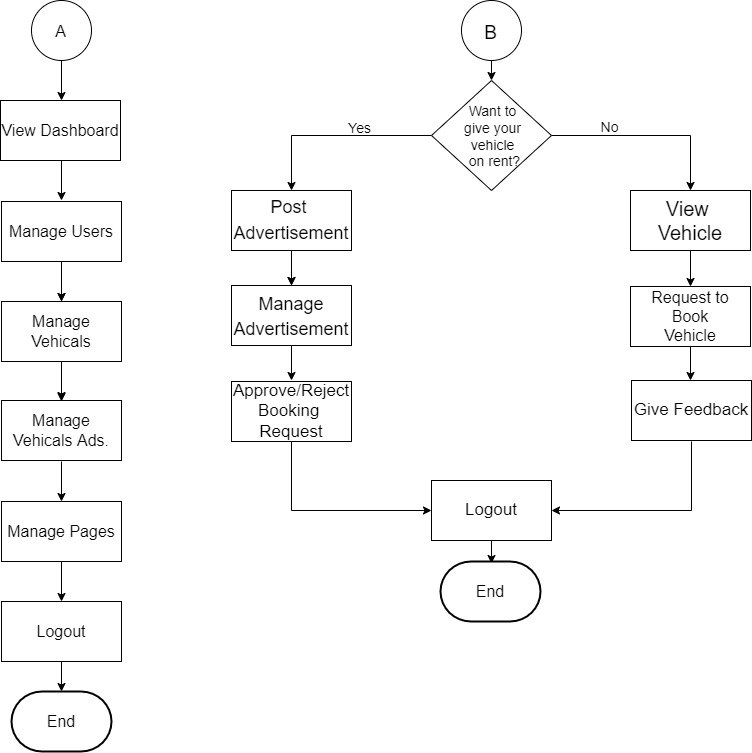 A
View Dashboard
Manage Users
Manage
Vehicals
Manage
Vehicals Ads.
Manage Pages
Logout
End
B
Want to
give your
vehicle
on rent?
Yes
No
Post
Advertisement
Manage
Advertisement
Approve/Reject
Booking
Request
View
Vehicle
Request to
Book
Vehicle
Give Feedback
Logout
End